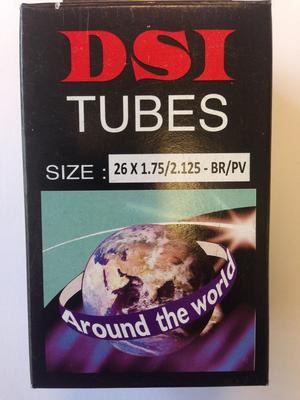 DSI
TUBES
SIZE : 26 X 1.75/2.125 - BR/PV
Around the world